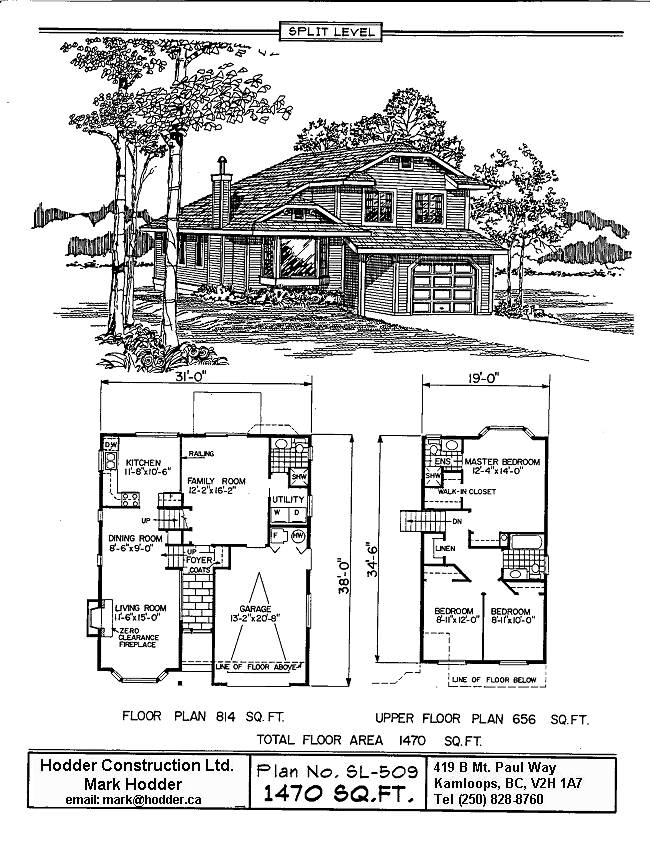 SPLIT LEVEL
31'-0"
19'-0"
DW
KITCHEN
11'-8"x10'-6"
RAILING
FAMILY ROOM
12'-2"x16'-2"
SHW
UTILITY
W D
UP
DINING ROOM
8'-6"x9'-0"
UP
FOYER
COATS
F
HW
LIVING ROOM
11'-6"x15'-0"
ZERO
CLEARANCE
FIREPLACE
GARAGE
13'-2"x20'-8"
LINE OF FLOOR ABOVE
38'-0"
34'-6"
ENS
SHW
MASTER BEDROOM
12'-4"x14'-0"
WALK-IN CLOSET
DN
LINEN
BEDROOM
8'-11"x12'-0"
BEDROOM
8'-11"x10'-0"
LINE OF FLOOR BELOW
FLOOR PLAN 814 SQ.FT.
UPPER FLOOR PLAN 656 SQ.FT.
TOTAL FLOOR AREA 1470 SQ.FT.
Hodder Construction Ltd.
Mark Hodder
email: mark@hodder.ca
Plan No. SL-509
1470 SQ.FT.
419 B Mt. Paul Way
Kamloops, BC, V2H 1A7
Tel (250) 828-8760